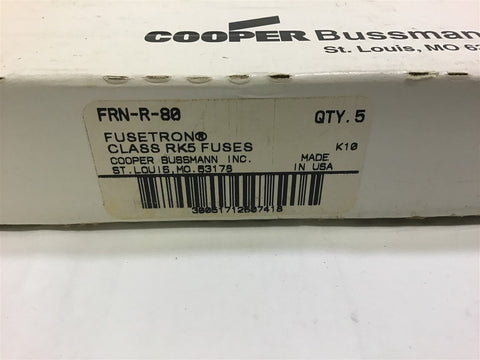 COOPER Bussmann
St. Louis, MO 63
FRN-R-80 QTY. 5
FUSETRON®
CLASS RK5 FUSES K10
COOPER BUSSMANN INC. MADE
ST. LOUIS, MO. 63178 IN USA
30051712607418